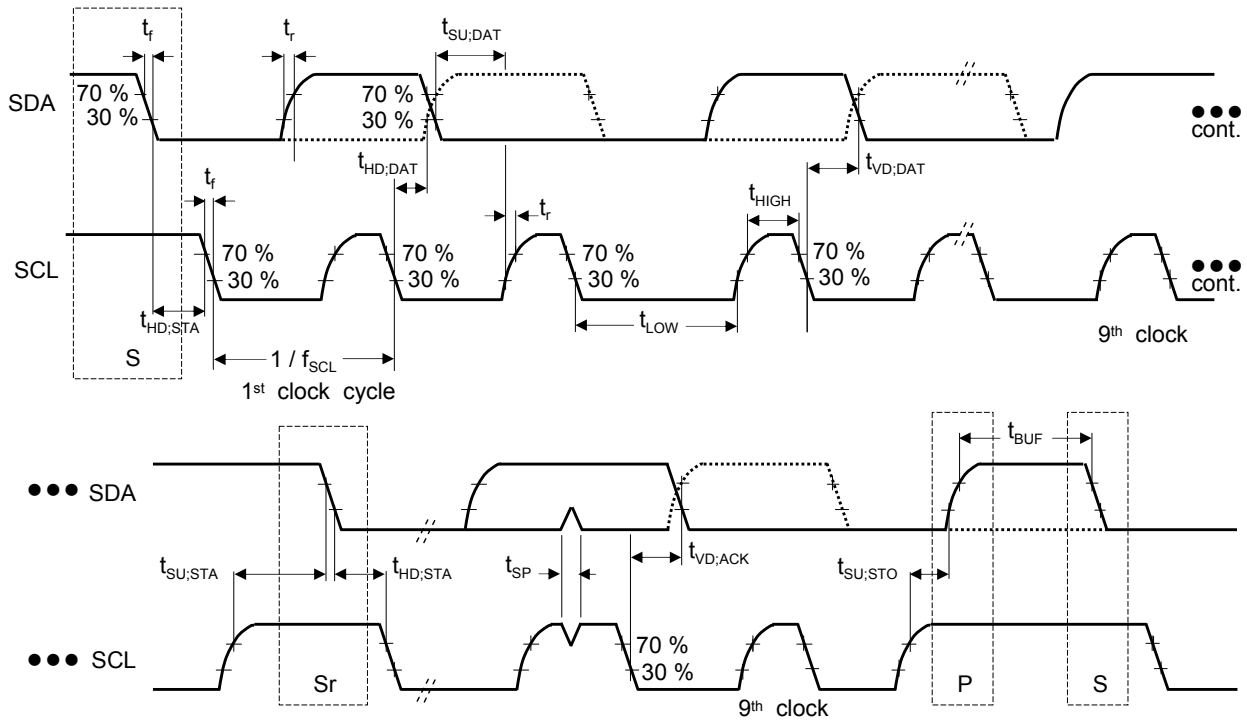 tf
tr
tSU;DAT
SDA
70 %
30 %
70 %
30 %
cont.
tHD;DAT
tVD;DAT
tf
tr
tHIGH
SCL
70 %
30 %
70 %
30 %
70 %
30 %
70 %
30 %
cont.
tHD;STA
tLOW
9th clock
S
1 / fSCL
1st clock cycle
tBUF
SDA
tSU;STA
tHD;STA
tSP
tVD;ACK
tSU;STO
70 %
30 %
SCL
Sr
P
S
9th clock